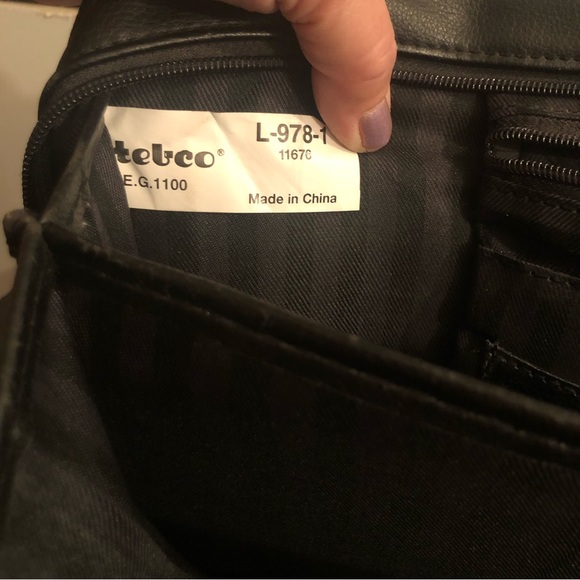 tebco®
L-978-1
11670
E.G.1100
Made in China